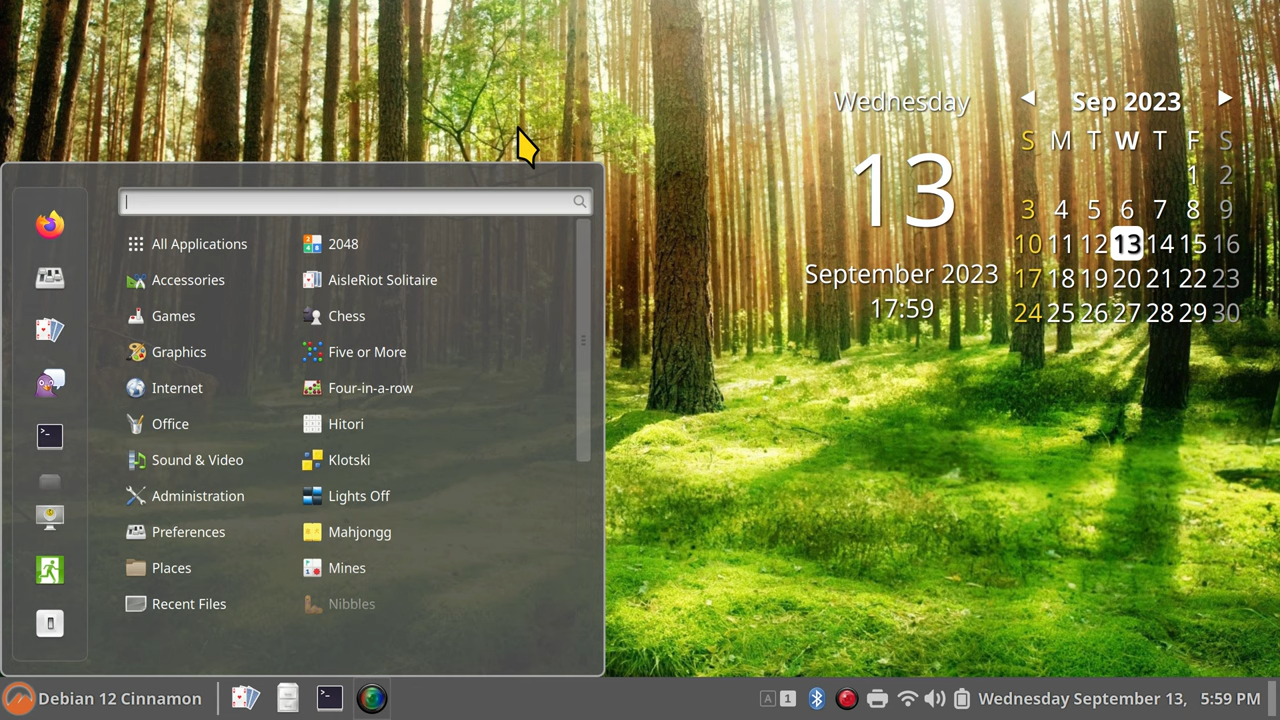 Wednesday
13
September 2023
17:59
Sep 2023
S M T W T F S
1 2
3 4 5 6 7 8 9
10 11 12 13 14 15 16
17 18 19 20 21 22 23
24 25 26 27 28 29 30
All Applications
Accessories
Games
Graphics
Internet
Office
Sound & Video
Administration
Preferences
Places
Recent Files
2048
AisleRiot Solitaire
Chess
Five or More
Four-in-a-row
Hitori
Klotski
Lights Off
Mahjongg
Mines
Nibbles
Debian 12 Cinnamon
A 1
Wednesday September 13, 5:59 PM